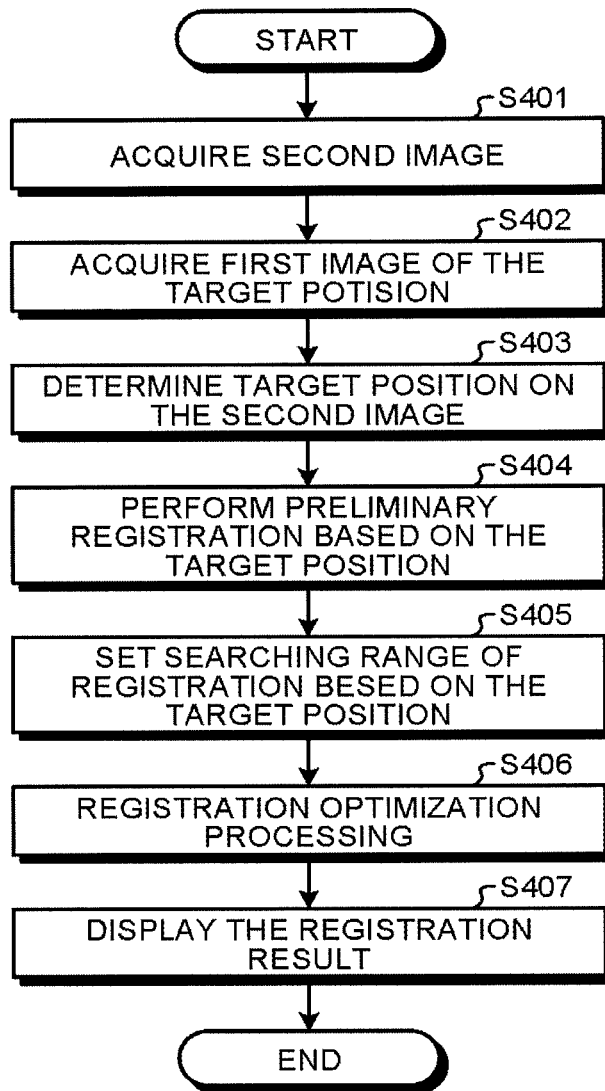 START
S401
ACQUIRE SECOND IMAGE
S402
ACQUIRE FIRST IMAGE OF THE
TARGET POTISION
S403
DETERMINE TARGET POSITION ON
THE SECOND IMAGE
S404
PERFORM PRELIMINARY
REGISTRATION BASED ON THE
TARGET POSITION
S405
SET SEARCHING RANGE OF
REGISTRATION BESED ON THE
TARGET POSITION
S406
REGISTRATION OPTIMIZATION
PROCESSING
S407
DISPLAY THE REGISTRATION
RESULT
END